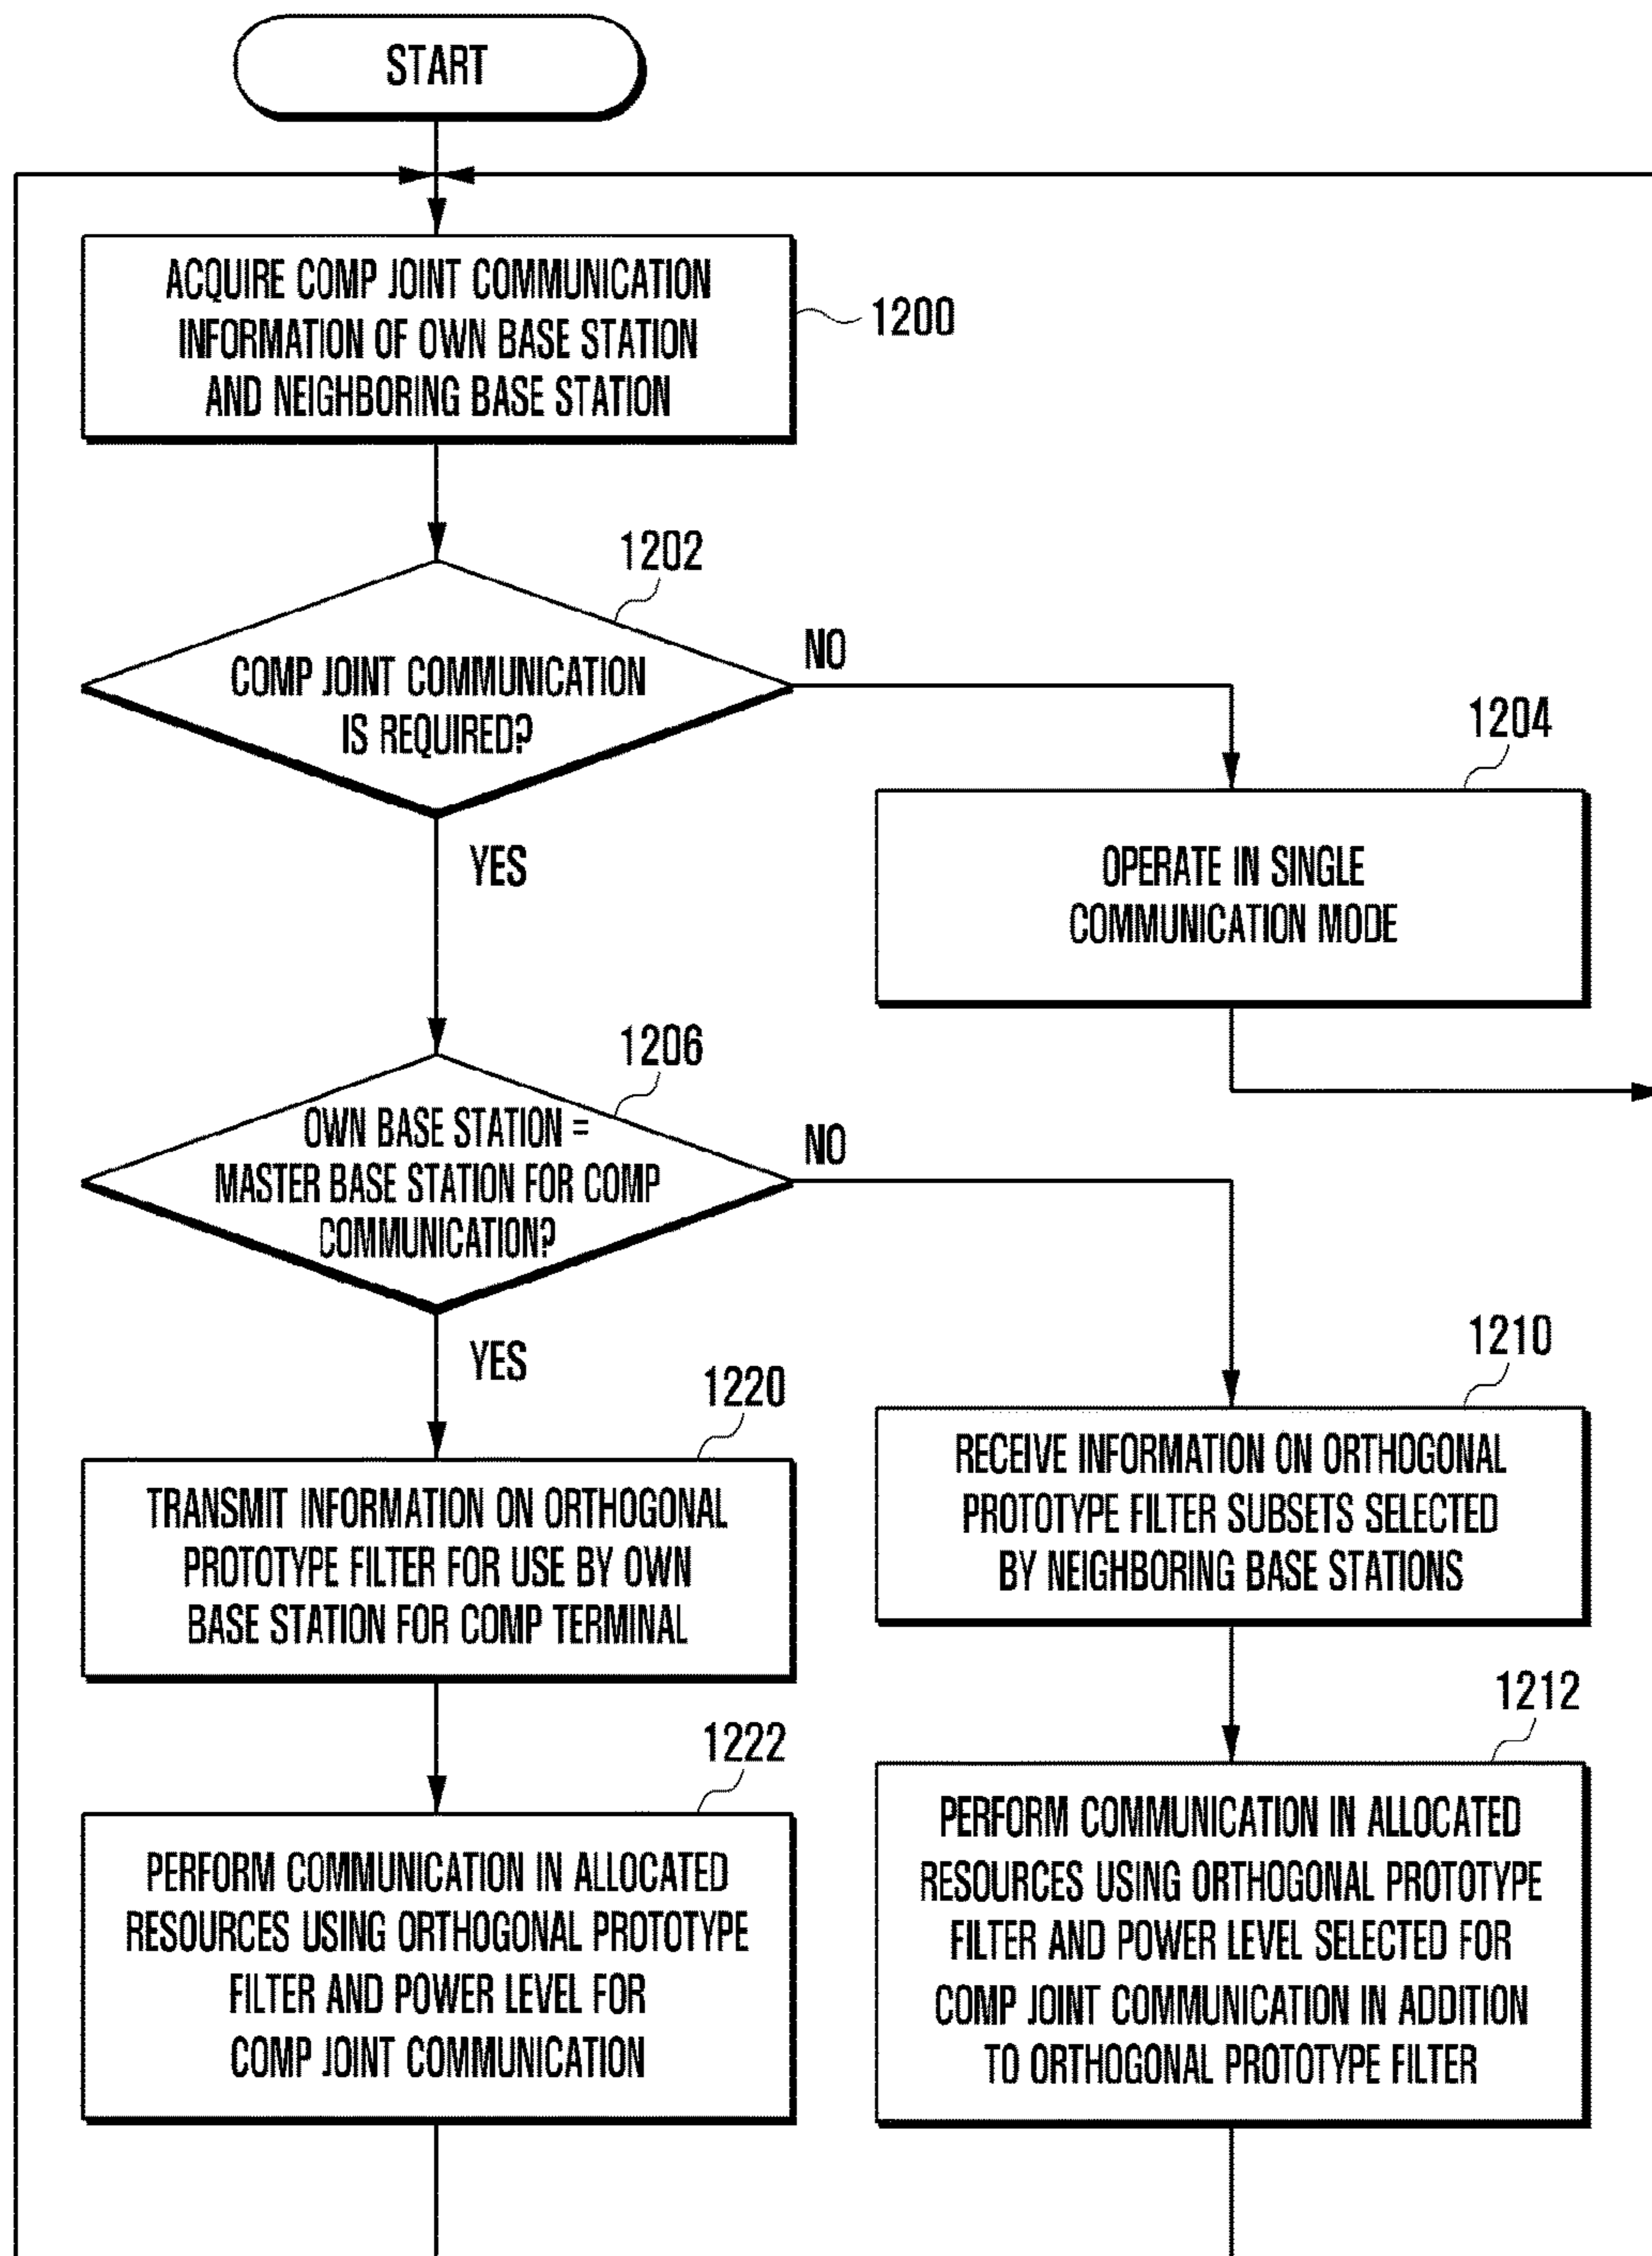 START
ACQUIRE COMP JOINT COMMUNICATION
INFORMATION OF OWN BASE STATION
AND NEIGHBORING BASE STATION
1200
1202
COMP JOINT COMMUNICATION
IS REQUIRED?
NO
YES
1204
OPERATE IN SINGLE
COMMUNICATION MODE
1206
OWN BASE STATION =
MASTER BASE STATION FOR COMP
COMMUNICATION?
NO
YES
1220
TRANSMIT INFORMATION ON ORTHOGONAL
PROTOTYPE FILTER FOR USE BY OWN
BASE STATION FOR COMP TERMINAL
1210
RECEIVE INFORMATION ON ORTHOGONAL
PROTOTYPE FILTER SUBSETS SELECTED
BY NEIGHBORING BASE STATIONS
1222
PERFORM COMMUNICATION IN ALLOCATED
RESOURCES USING ORTHOGONAL PROTOTYPE
FILTER AND POWER LEVEL FOR
COMP JOINT COMMUNICATION
1212
PERFORM COMMUNICATION IN ALLOCATED
RESOURCES USING ORTHOGONAL PROTOTYPE
FILTER AND POWER LEVEL SELECTED FOR
COMP JOINT COMMUNICATION IN ADDITION
TO ORTHOGONAL PROTOTYPE FILTER